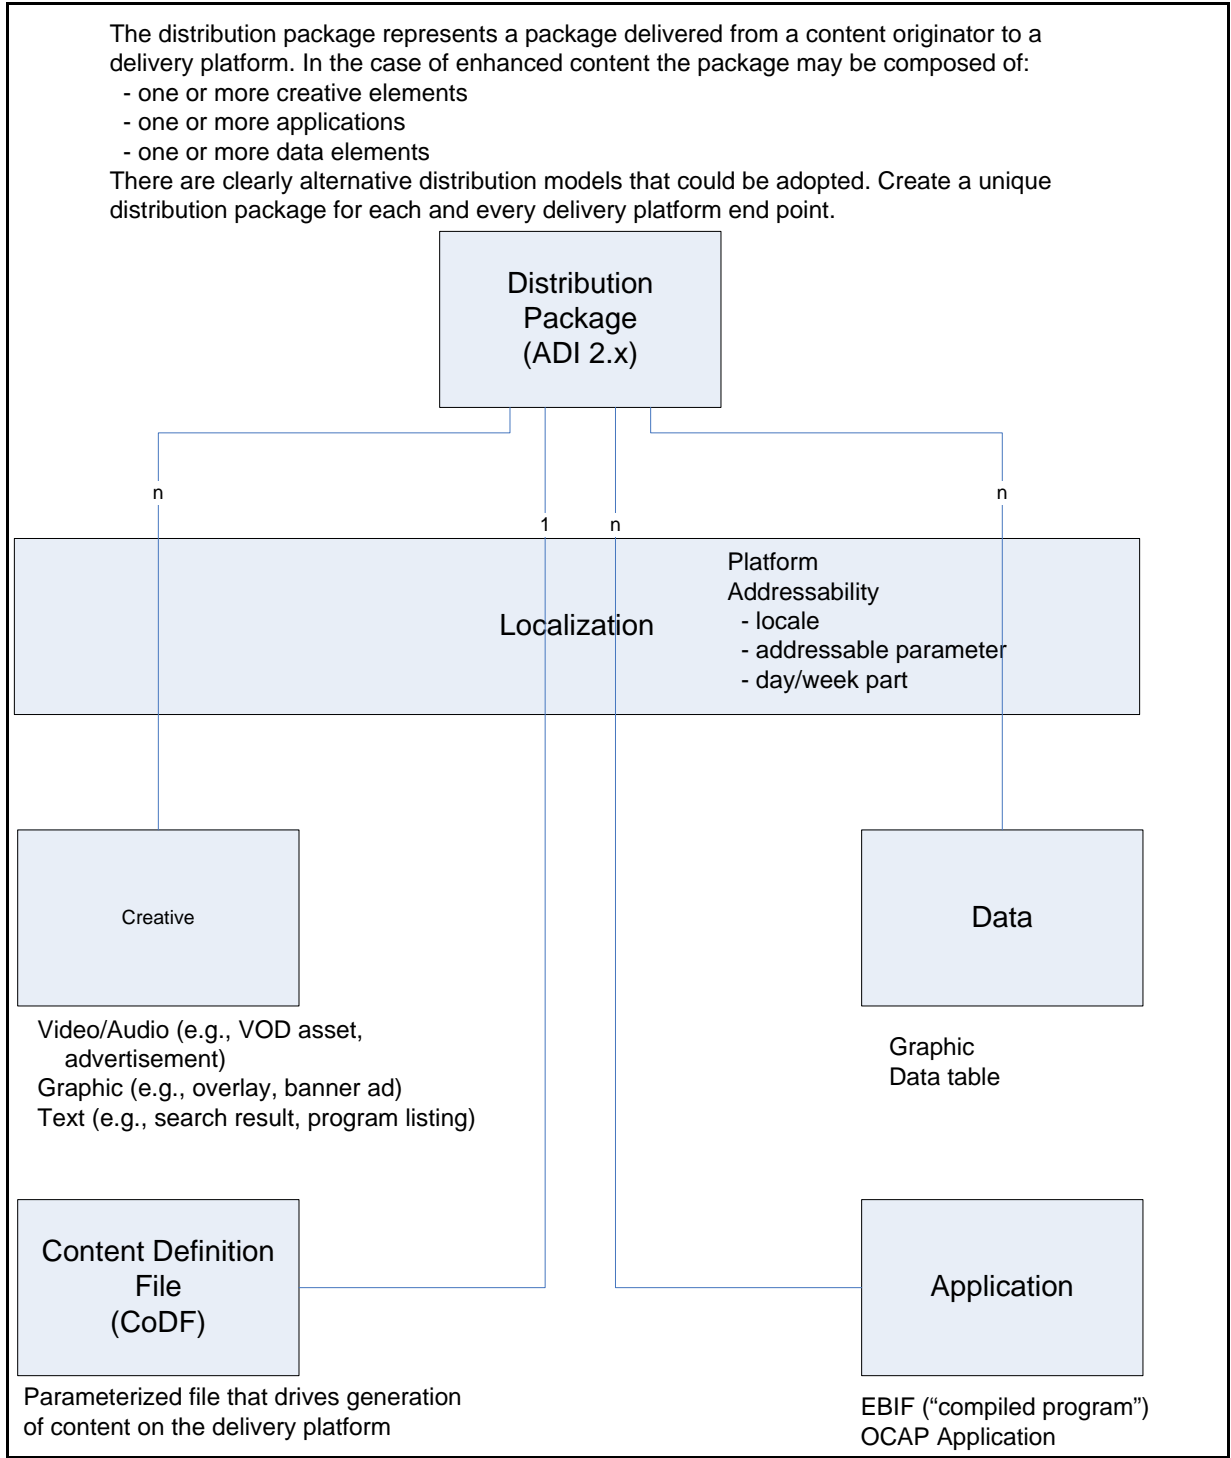 The distribution package represents a package delivered from a content originator to a
delivery platform. In the case of enhanced content the package may be composed of:
- one or more creative elements
- one or more applications
- one or more data elements
There are clearly alternative distribution models that could be adopted. Create a unique
distribution package for each and every delivery platform end point.
Distribution
Package
(ADI 2.x)
n
n
1
n
Platform
Addressability
- locale
- addressable parameter
- day/week part
Localization
Creative
Data
Video/Audio (e.g., VOD asset,
advertisement)
Graphic (e.g., overlay, banner ad)
Text (e.g., search result, program listing)
Graphic
Data table
Content Definition
File
(CoDF)
Application
Parameterized file that drives generation
of content on the delivery platform
EBIF (“compiled program”)
OCAP Application